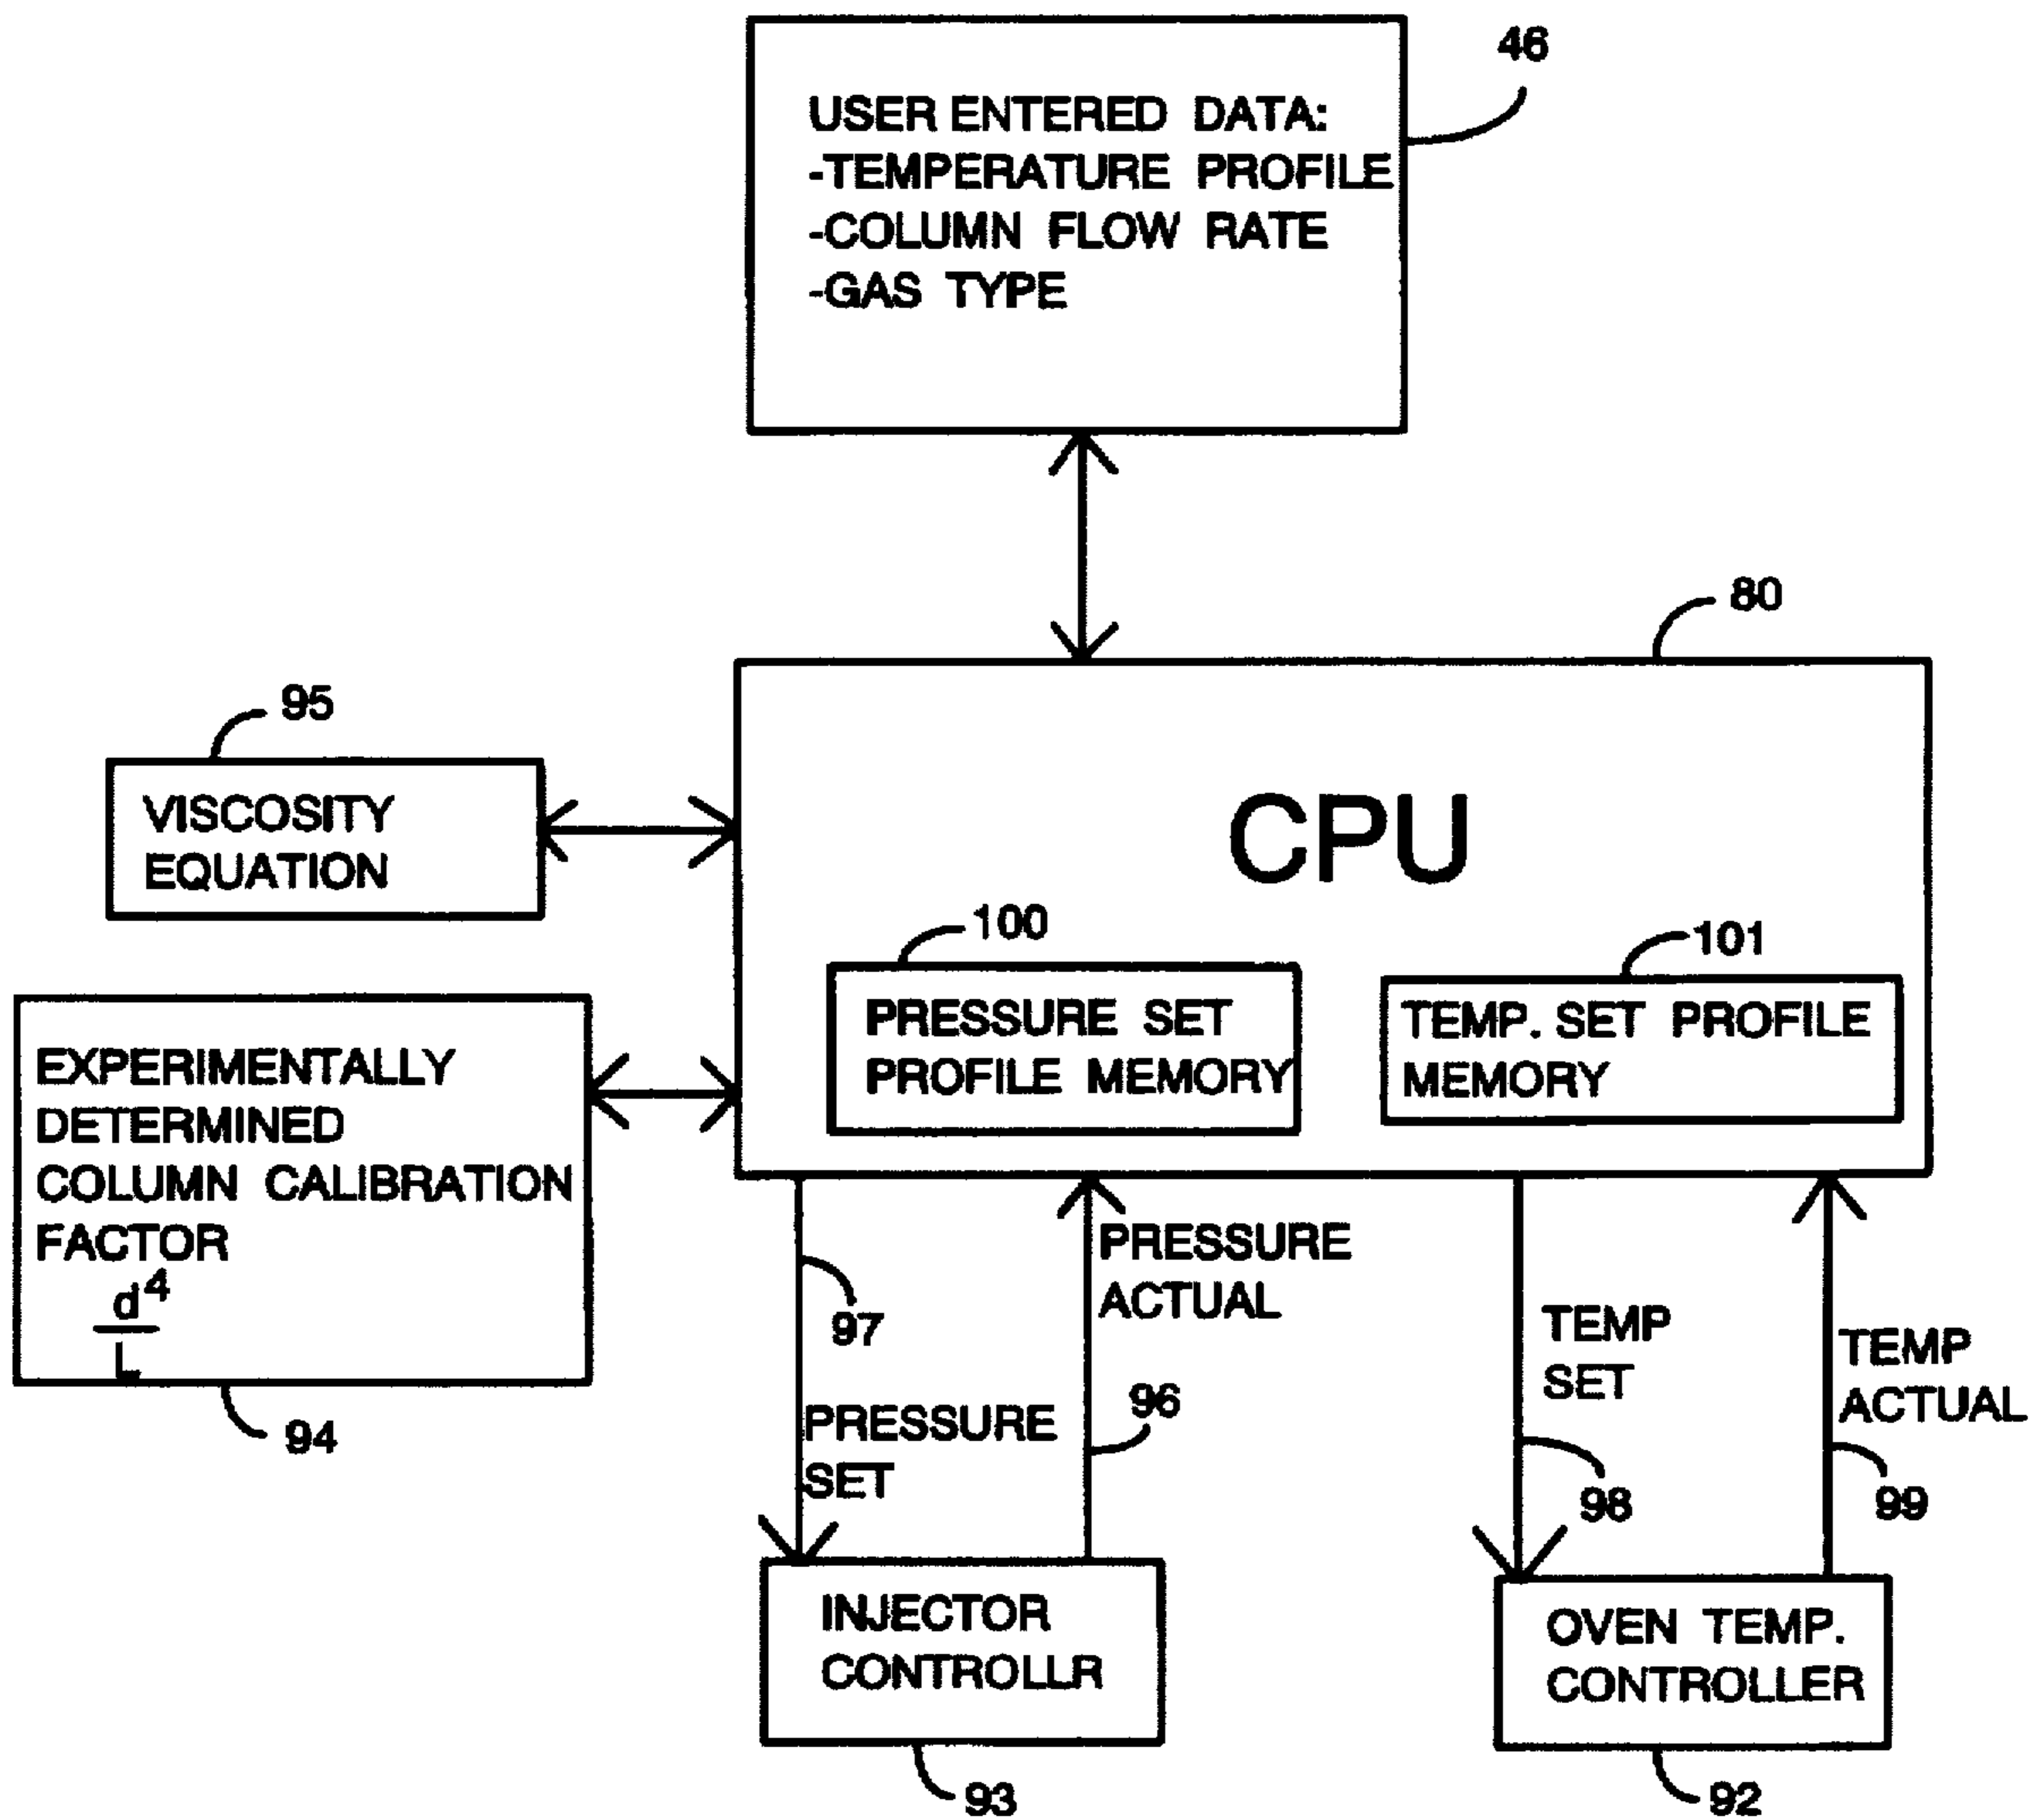 46
USER ENTERED DATA:
-TEMPERATURE PROFILE
-COLUMN FLOW RATE
-GAS TYPE
80
95
VISCOSITY
EQUATION
CPU
100
PRESSURE SET
PROFILE MEMORY
101
TEMP. SET PROFILE
MEMORY
EXPERIMENTALLY
DETERMINED
COLUMN CALIBRATION
FACTOR
d⁴
L
94
97
PRESSURE
SET
PRESSURE
ACTUAL
96
TEMP
SET
98
TEMP
ACTUAL
99
INJECTOR
CONTROLLR
93
OVEN TEMP.
CONTROLLER
92